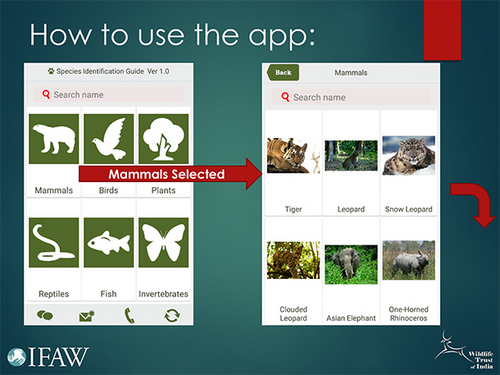 How to use the app:
Species Identification Guide Ver 1.0
Search name
Mammals
Birds
Plants
Mammals Selected
Reptiles
Fish
Invertebrates
Back
Mammals
Search name
Tiger
Leopard
Snow Leopard
Clouded
Leopard
Asian Elephant
One-Horned
Rhinoceros
IFAW
Wildlife
Trust
of India